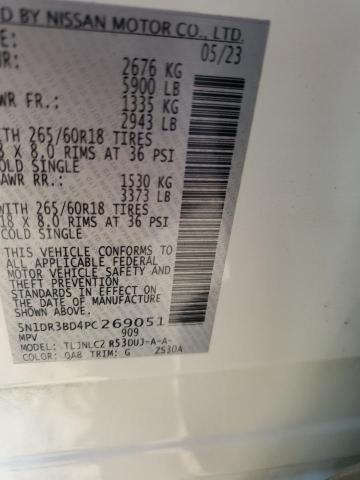 D BY NISSAN MOTOR CO., LTD.
E: 05/23
R: 2676 KG
5900 LB
WR FR.: 1335 KG
2943 LB
WITH 265/60R18 TIRES
8 X 8.0 RIMS AT 36 PSI
OLD SINGLE
AWR RR.: 1530 KG
3373 LB
WITH 265/60R18 TIRES
18 X 8.0 RIMS AT 36 PSI
COLD SINGLE
THIS VEHICLE CONFORMS TO
ALL APPLICABLE U.S. FEDERAL
MOTOR VEHICLE SAFETY AND
THEFT PREVENTION
STANDARDS IN EFFECT ON THE
DATE OF MANUFACTURE SHOWN
ABOVE.
5N1DR3BD4PC269051
MPV 909
MODEL: TLJNLC2 R53DUJ-A-A-
COLOR: QAB TRIM: G ZS30A